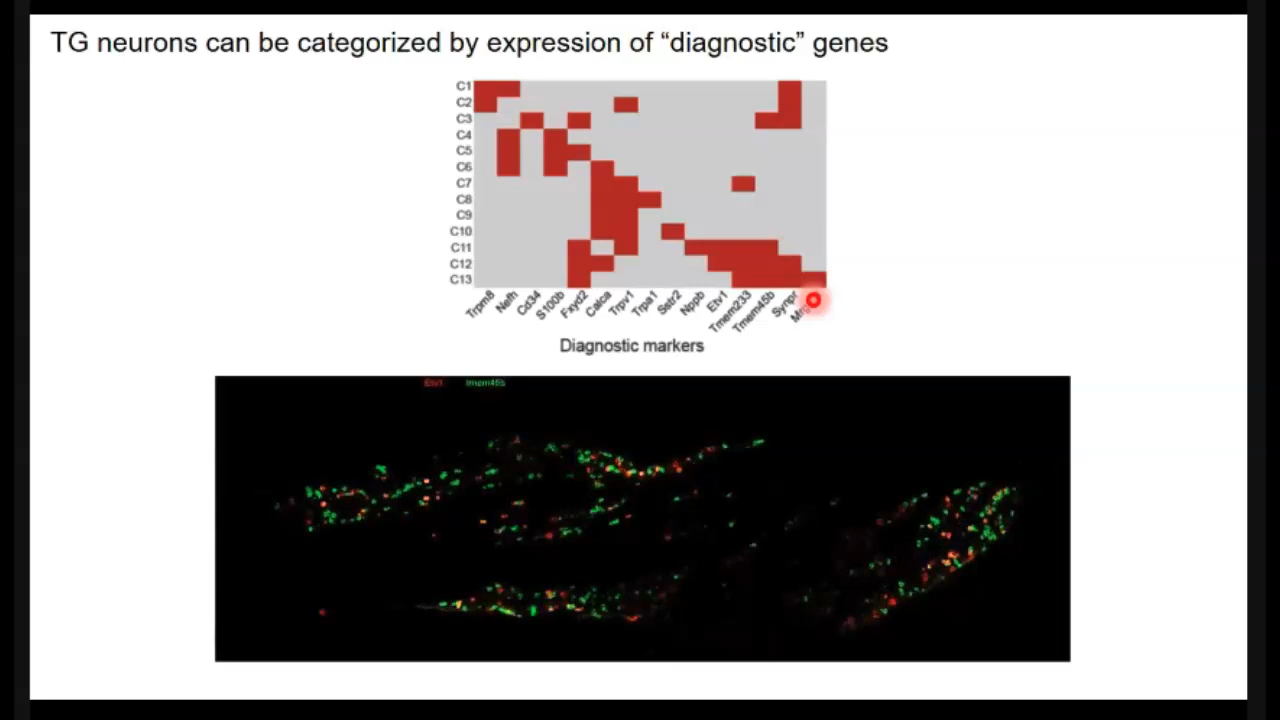 TG neurons can be categorized by expression of “diagnostic” genes
C1
C2
C3
C4
C5
C6
C7
C8
C9
C10
C11
C12
C13
Trpm8 Nefh Cd34 S100b Fxyd2 Calca Trpv1 Trpa1 Sstr2 Nppb Etv1 Tmem233 Tmem45b Synpr
Diagnostic markers
Etv1 tmem45b